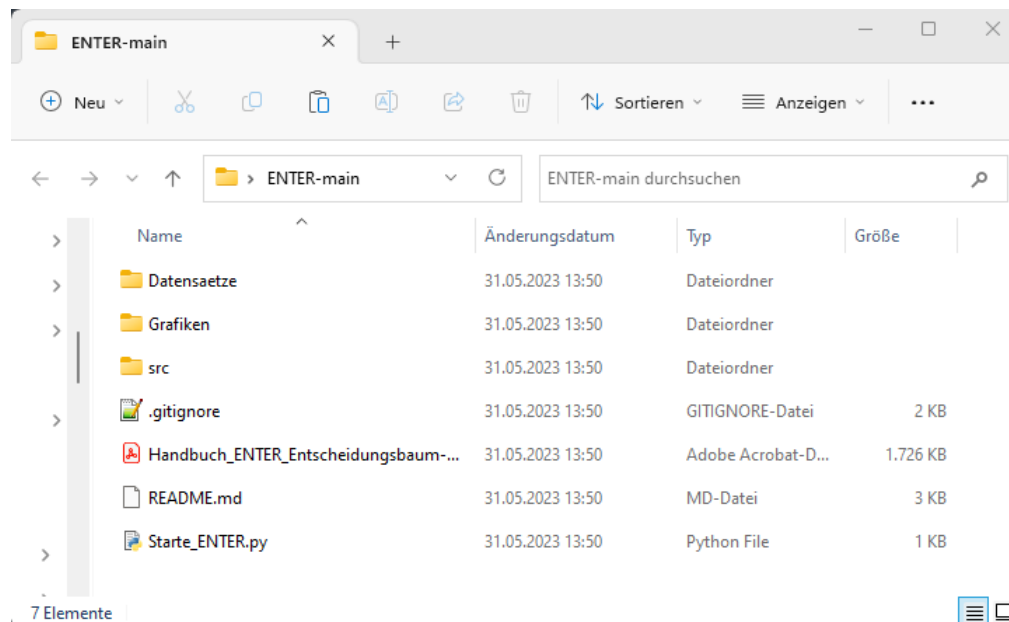 ENTER-main
Neu Sortieren Anzeigen
ENTER-main ENTER-main durchsuchen
Name Änderungsdatum Typ Größe
Datensaetze 31.05.2023 13:50 Dateiordner
Grafiken 31.05.2023 13:50 Dateiordner
src 31.05.2023 13:50 Dateiordner
.gitignore 31.05.2023 13:50 GITIGNORE-Datei 2 KB
Handbuch_ENTER_Entscheidungsbaum-... 31.05.2023 13:50 Adobe Acrobat-D... 1.726 KB
README.md 31.05.2023 13:50 MD-Datei 3 KB
Starte_ENTER.py 31.05.2023 13:50 Python File 1 KB
7 Elemente